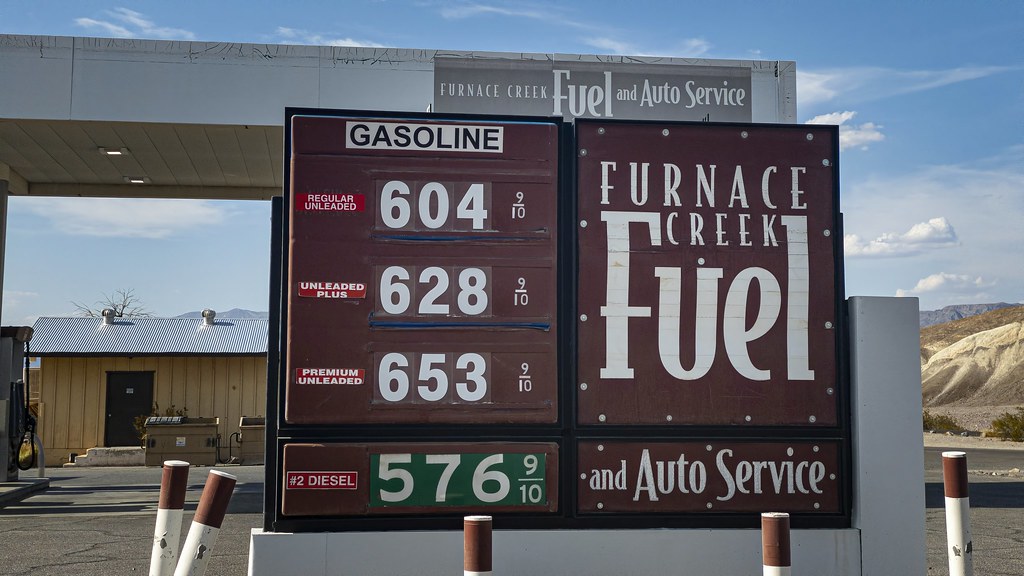 FURNACE CREEK Fuel and Auto Service
GASOLINE
REGULAR
UNLEADED
604 9/10
UNLEADED
PLUS
628 9/10
PREMIUM
UNLEADED
653 9/10
#2 DIESEL
576 9/10
FURNACE
CREEK
Fuel
and Auto Service